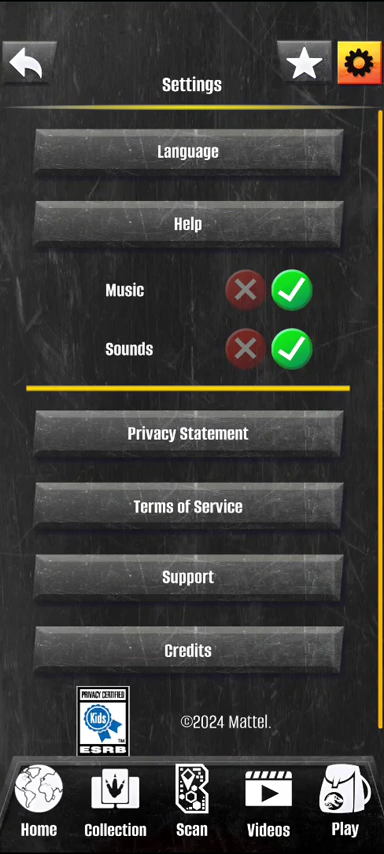 Settings
Language
Help
Music
Sounds
Privacy Statement
Terms of Service
Support
Credits
PRIVACY CERTIFIED
Kids
TM
ESRB
©2024 Mattel.
Home
Collection
Scan
Videos
Play